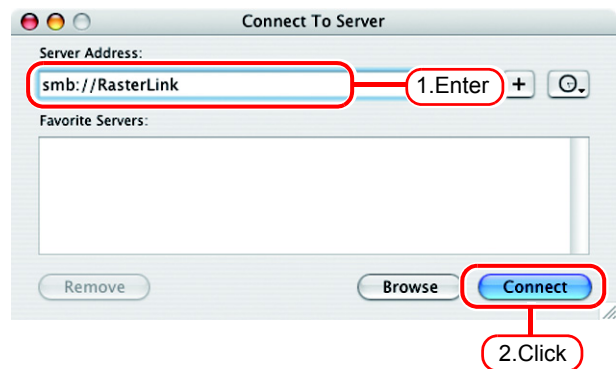 Connect To Server
Server Address:
smb://RasterLink
1.Enter
+
Favorite Servers:
Remove
Browse
Connect
2.Click